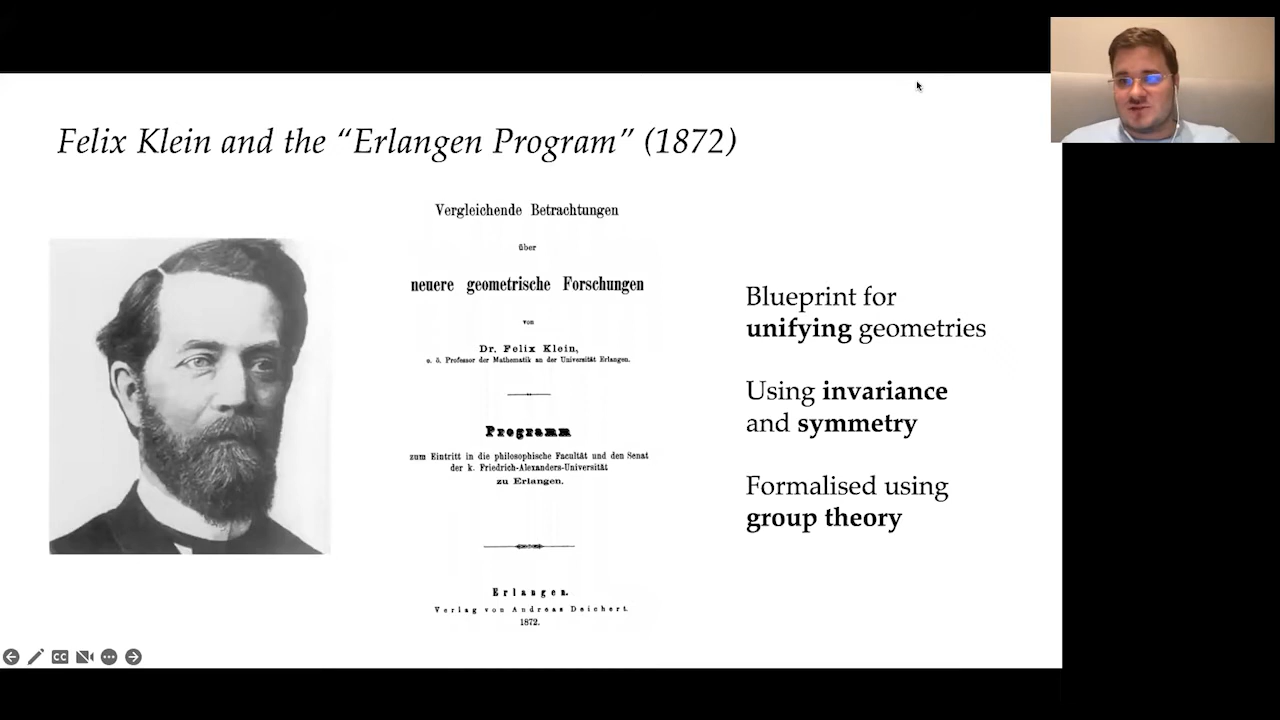 Felix Klein and the “Erlangen Program” (1872)
Vergleichende Betrachtungen
über
neuere geometrische Forschungen
von
Dr. Felix Klein,
o. ö. Professor der Mathematik an der Universität Erlangen.
Programm
zum Eintritt in die philosophische Facultät und den Senat
der k. Friedrich-Alexanders-Universität
zu Erlangen.
Erlangen.
Verlag von Andreas Deichert.
1872.
Blueprint for
unifying geometries
Using invariance
and symmetry
Formalised using
group theory
CC